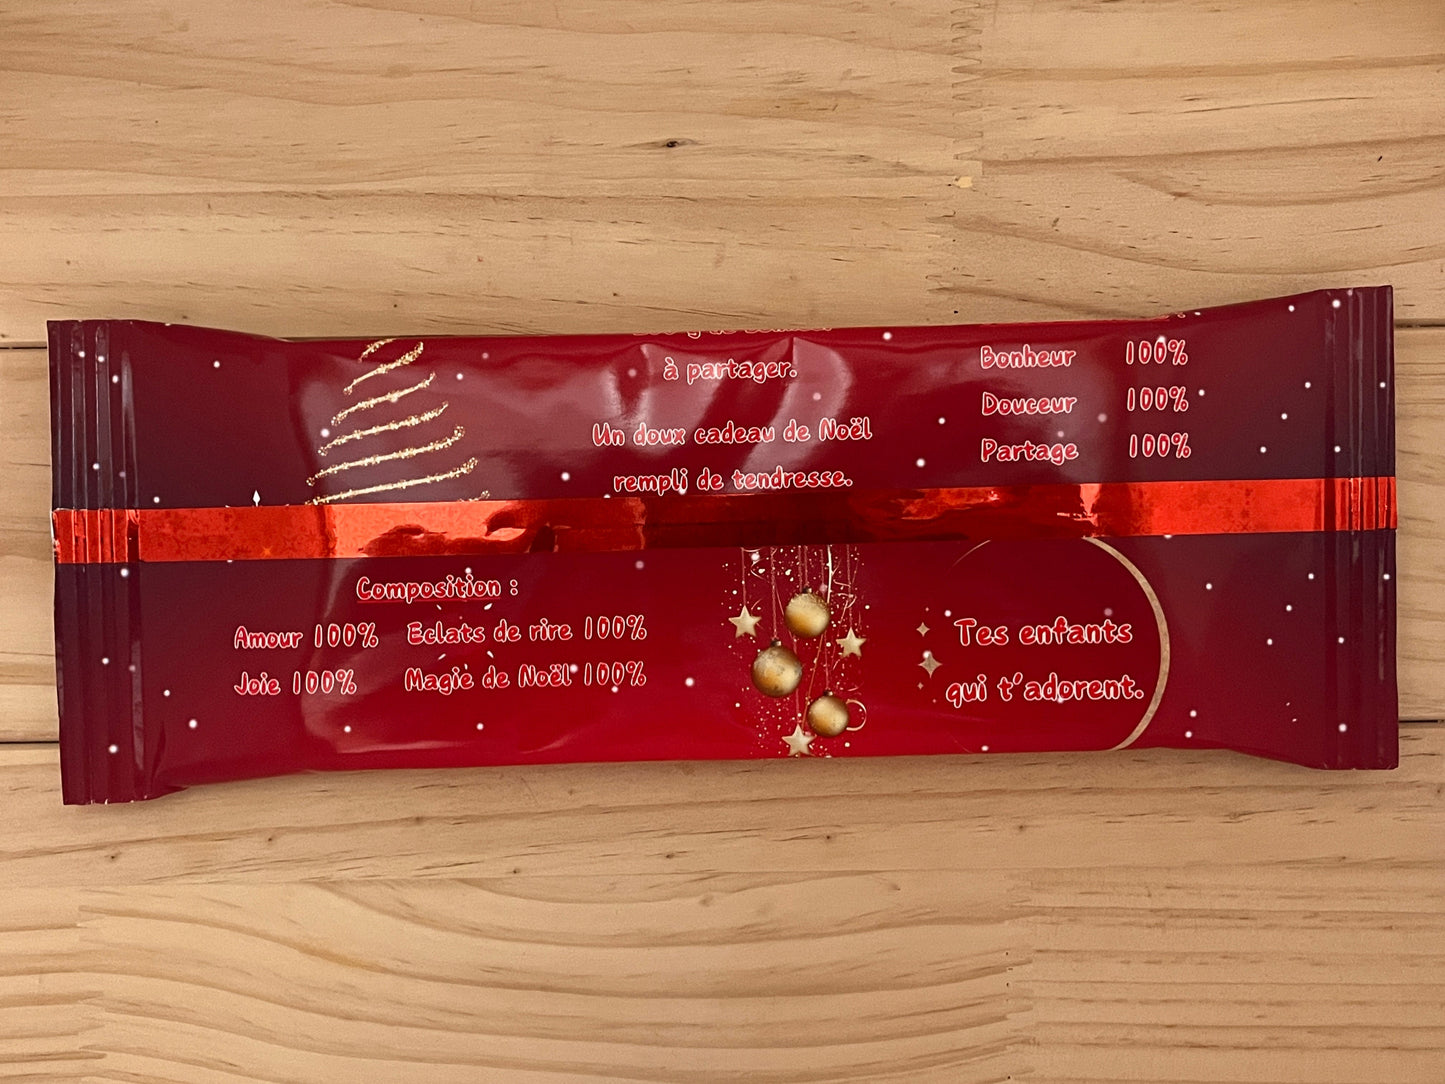 à partager.
Un doux cadeau de Noël
rempli de tendresse.
Bonheur 100%
Douceur 100%
Partage 100%
Composition :
Amour 100% Eclats de rire 100%
Joie 100% Magie de Noël 100%
Tes enfants
qui t'adorent.